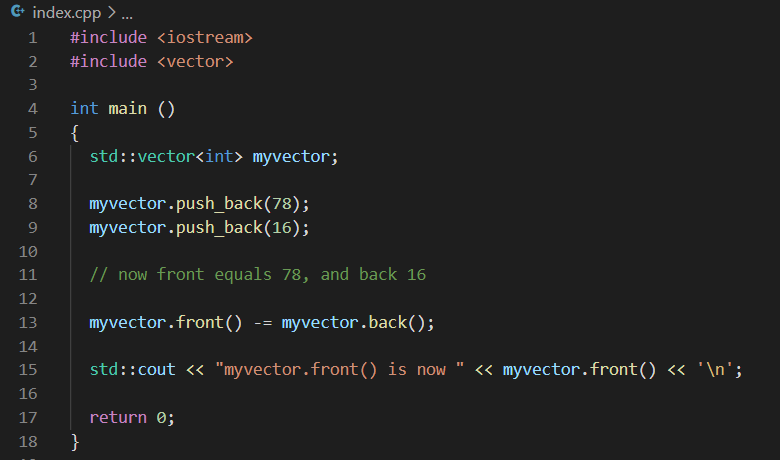 index.cpp > ...
1 #include <iostream>
2 #include <vector>
3
4 int main ()
5 {
6   std::vector<int> myvector;
7
8   myvector.push_back(78);
9   myvector.push_back(16);
10
11   // now front equals 78, and back 16
12
13   myvector.front() -= myvector.back();
14
15   std::cout << "myvector.front() is now " << myvector.front() << '\n';
16
17   return 0;
18 }